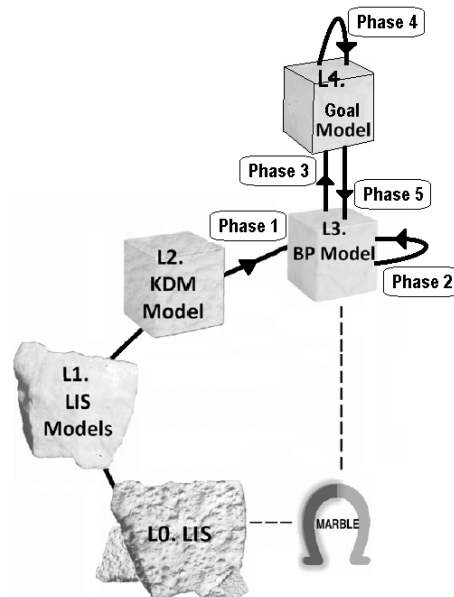 Phase 4
L4.
Goal
Model
Phase 3
Phase 5
Phase 1
L3.
BP Model
L2.
KDM
Model
Phase 2
L1.
LIS
Models
L0. LIS
MARBLE